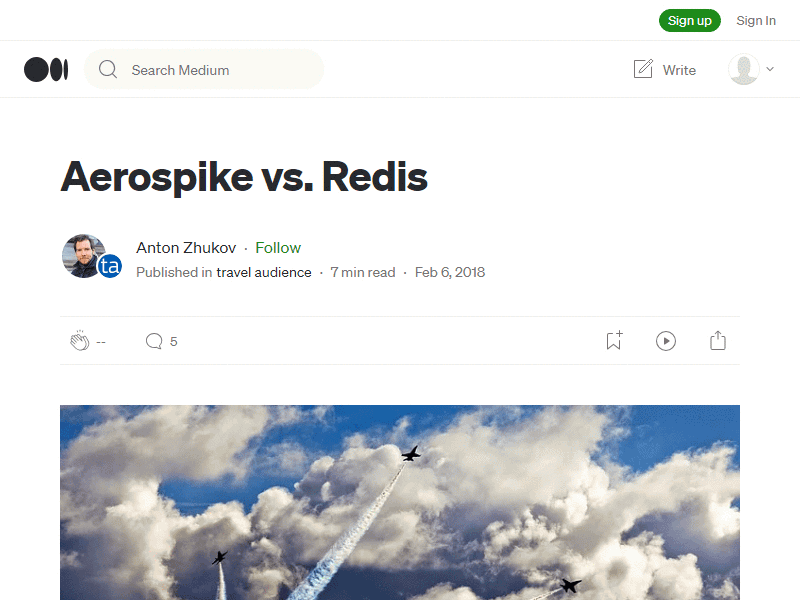 Sign up
Sign In
Search Medium
Write
Aerospike vs. Redis
ta
Anton Zhukov · Follow
Published in travel audience · 7 min read · Feb 6, 2018
--
5